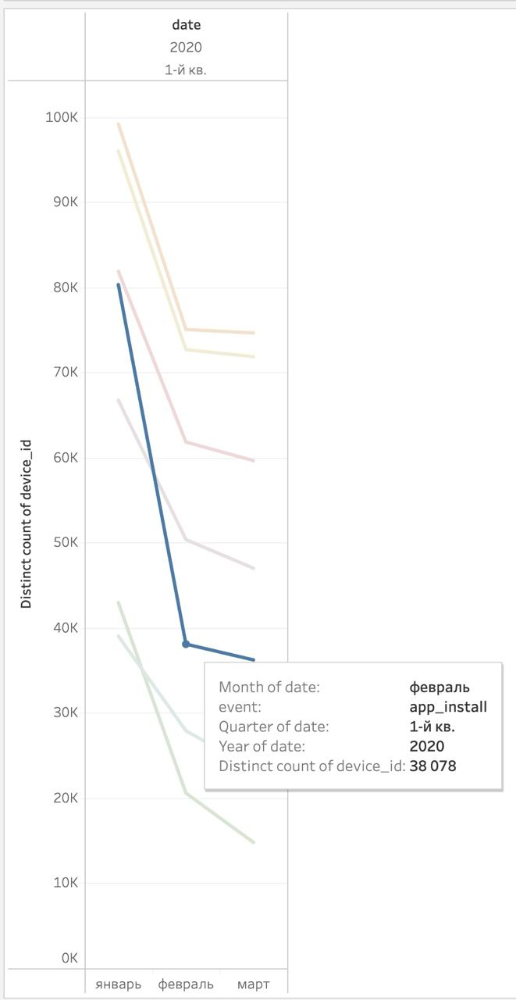 date
2020
1-й кв.
100K
90K
80K
70K
60K
50K
40K
30K
20K
10K
0K
Distinct count of device_id
Month of date: февраль
event: app_install
Quarter of date: 1-й кв.
Year of date: 2020
Distinct count of device_id: 38 078
январь февраль март